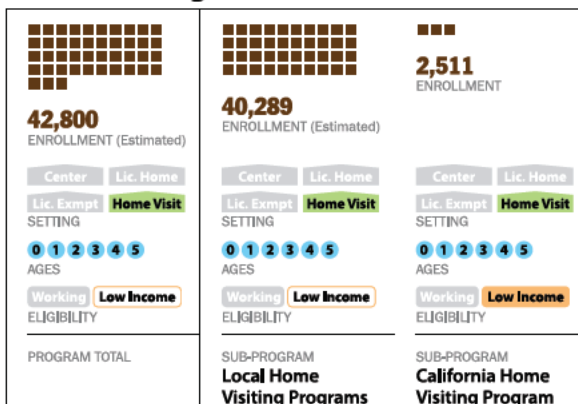 42,800
ENROLLMENT (Estimated)
Center Lic. Home
Lic. Exmpt Home Visit
SETTING
0 1 2 3 4 5
AGES
Working Low Income
ELIGIBILITY
PROGRAM TOTAL
40,289
ENROLLMENT (Estimated)
Center Lic. Home
Lic. Exmpt Home Visit
SETTING
0 1 2 3 4 5
AGES
Working Low Income
ELIGIBILITY
SUB-PROGRAM
Local Home
Visiting Programs
2,511
ENROLLMENT
Center Lic. Home
Lic. Exmpt Home Visit
SETTING
0 1 2 3 4 5
AGES
Working Low Income
ELIGIBILITY
SUB-PROGRAM
California Home
Visiting Program